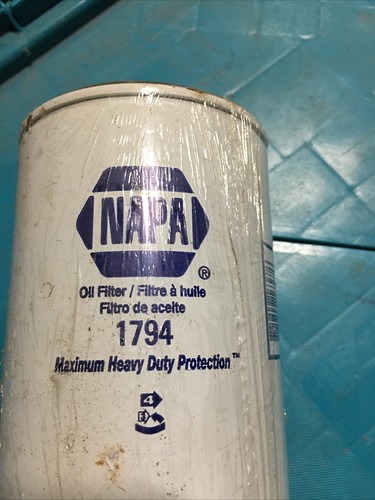 NAPA
®
Oil Filter / Filtre à huile
Filtro de aceite
1794
Maximum Heavy Duty Protection™
4
E